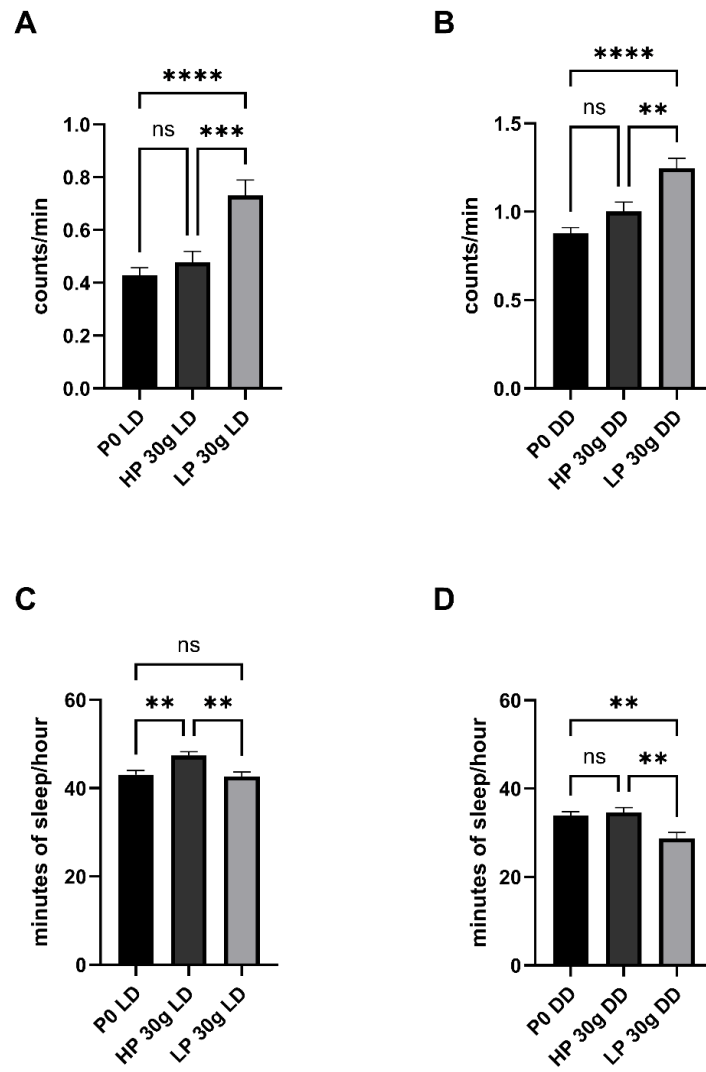 A
****
ns
***
counts/min
1.0
0.8
0.6
0.4
0.2
0.0
P0 LD
HP 30g LD
LP 30g LD
B
****
ns
**
counts/min
1.5
1.0
0.5
0.0
P0 DD
HP 30g DD
LP 30g DD
C
ns
**
**
minutes of sleep/hour
60
40
20
0
P0 LD
HP 30g LD
LP 30g LD
D
**
ns
**
minutes of sleep/hour
60
40
20
0
P0 DD
HP 30g DD
LP 30g DD